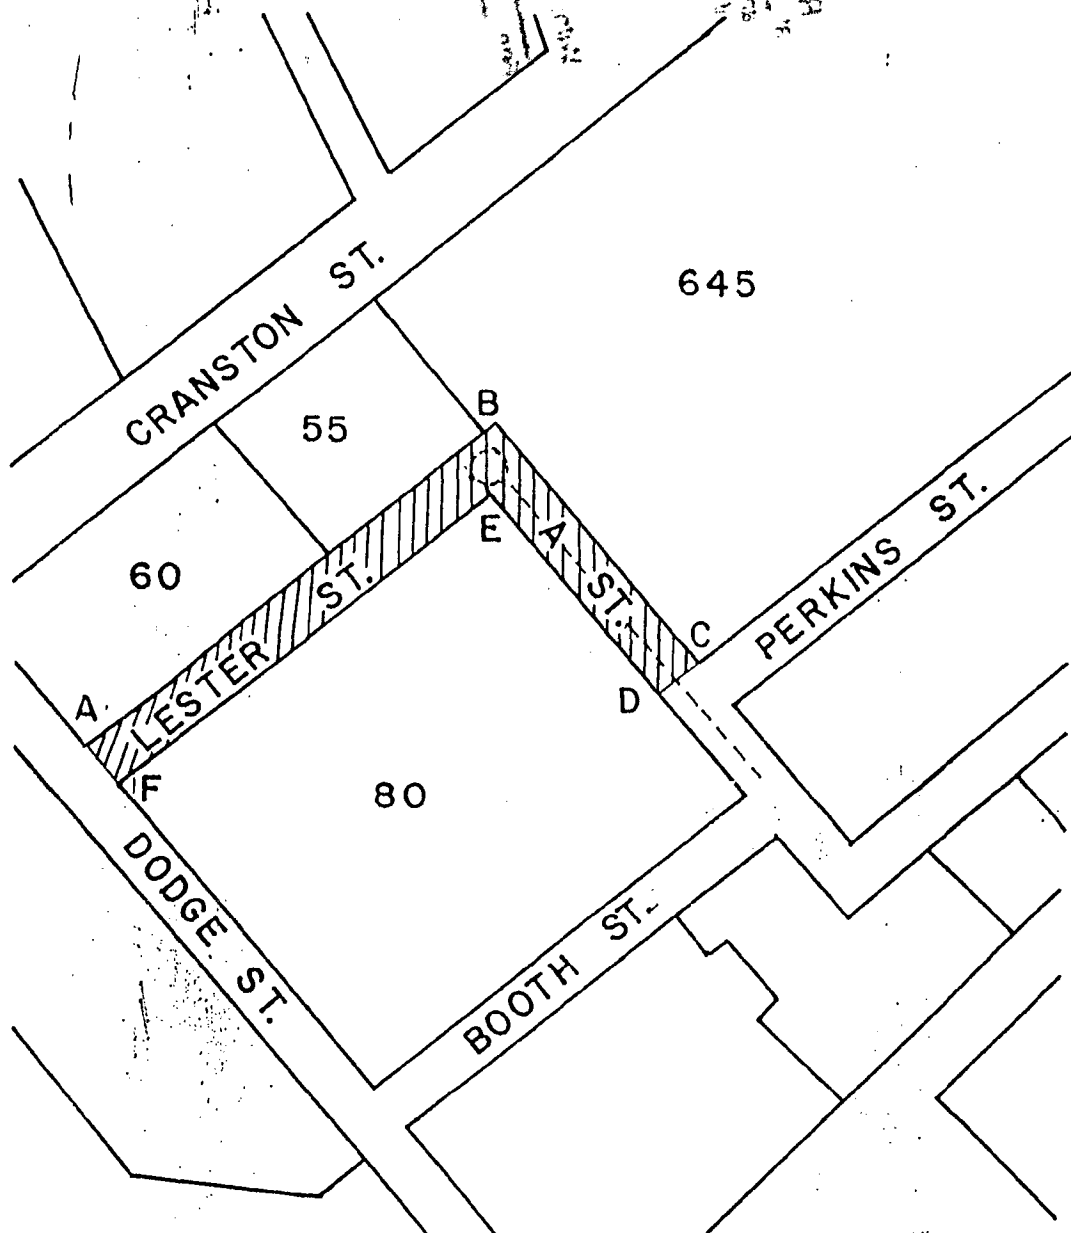 CRANSTON ST.
645
B
55
E
A ST.
PERKINS ST.
60
LESTER ST.
C
D
A
F
80
DODGE ST.
BOOTH ST.